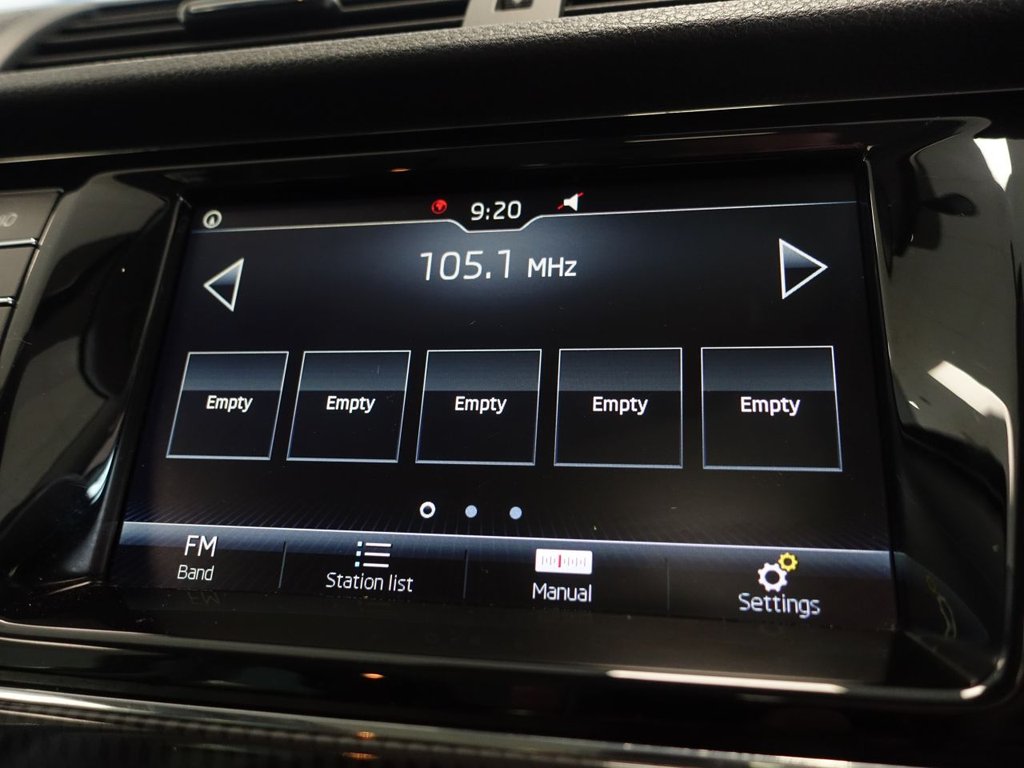 9:20
105.1 MHz
Empty Empty Empty Empty Empty
FM
Band
Station list
Manual
Settings